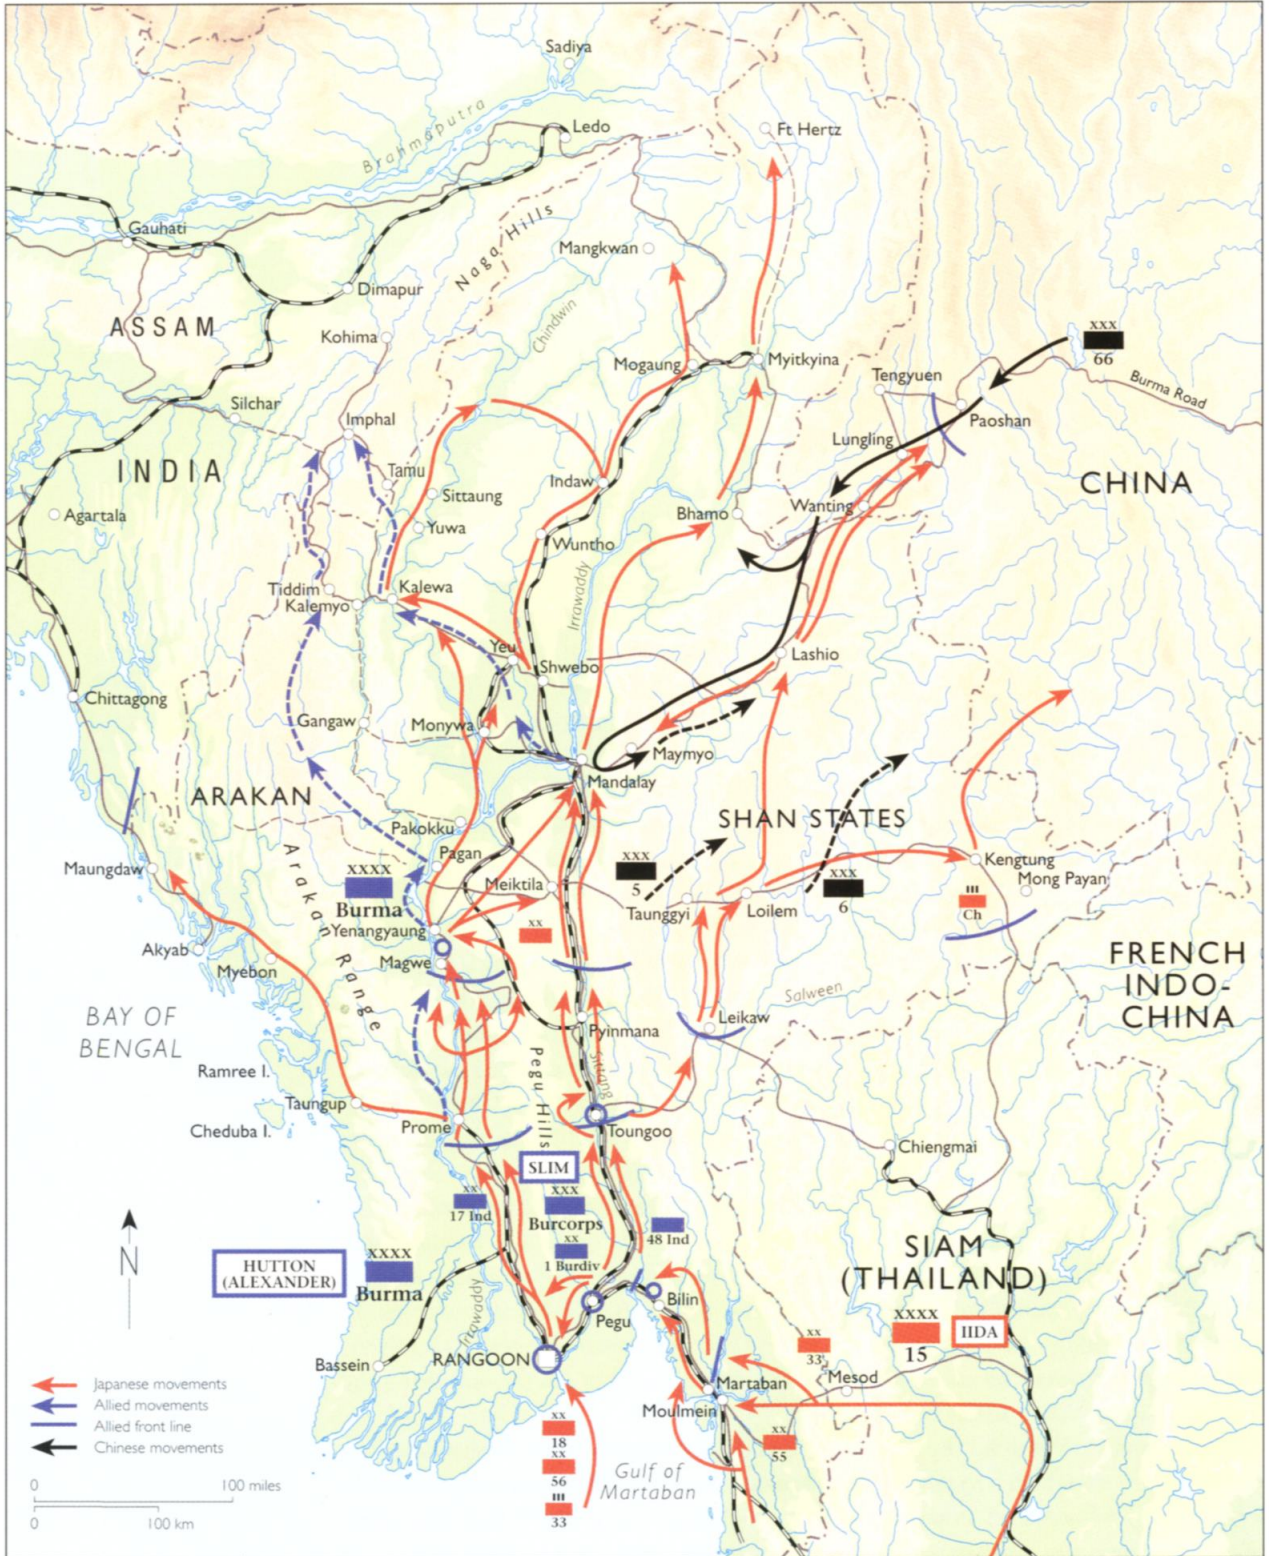 Sadiya
Ledo
Brahmaputra
Ft Hertz
Gauhati
Naga Hills
Mangkwan
Dimapur
ASSAM
Kohima
Chindwin
XXX
66
Mogaung
Myitkyina
Tengyuen
Burma Road
Silchar
Imphal
Paoshan
Lungling
INDIA
Tamu
CHINA
Sittaung
Indaw
Agartala
Bhamo
Wanting
Yuwa
Wuntho
Tiddim
Kalewa
Kalemyo
Irrawaddy
Yeu
Lashio
Shwebo
Chittagong
Gangaw
Monywa
Maymyo
Mandalay
ARAKAN
SHAN STATES
Pakokku
Arakan Range
Pagan
Kengtung
Maungdaw
XXXX
Burma
Meiktila
XXX
5
XXX
6
III
Ch
Mong Payan
Taunggyi
Loilem
Yenangyaung
XX
Akyab
Magwe
FRENCH
INDO-
CHINA
Myebon
Salween
BAY OF
BENGAL
Leikaw
Pyinmana
Ramree I.
Pegu Hills
Sittang
Taungup
Cheduba I.
Prome
Toungoo
Chiengmai
SLIM
XX
17 Ind
XXX
Burcorps
48 Ind
XX
1 Burdiv
N
HUTTON
(ALEXANDER)
XXXX
Burma
SIAM
(THAILAND)
Bilin
Irrawaddy
Pegu
XXXX
15
IIDA
Bassein
RANGOON
XX
33
Mesod
Martaban
Moulmein
Japanese movements
Allied movements
Allied front line
Chinese movements
XX
18
XX
56
III
33
XX
55
Gulf of
Martaban
0 100 miles
0 100 km